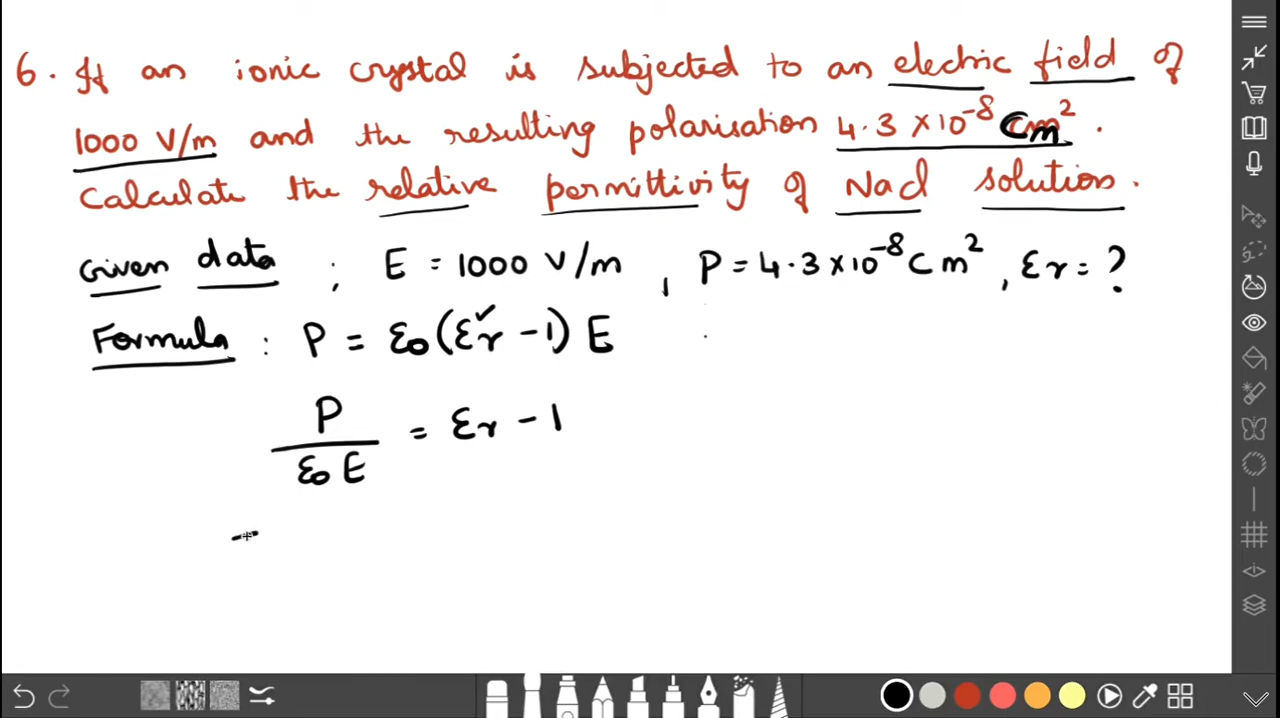 6. If an ionic crystal is subjected to an electric field of
1000 V/m and the resulting polarisation 4.3 × 10⁻⁸ Cm².
Calculate the relative permittivity of Nacl solution.
Given data ; E = 1000 V/m , P = 4.3 × 10⁻⁸ Cm² , εr = ?
Formula : P = ε₀(εr - 1) E
P / ε₀ E = εr - 1